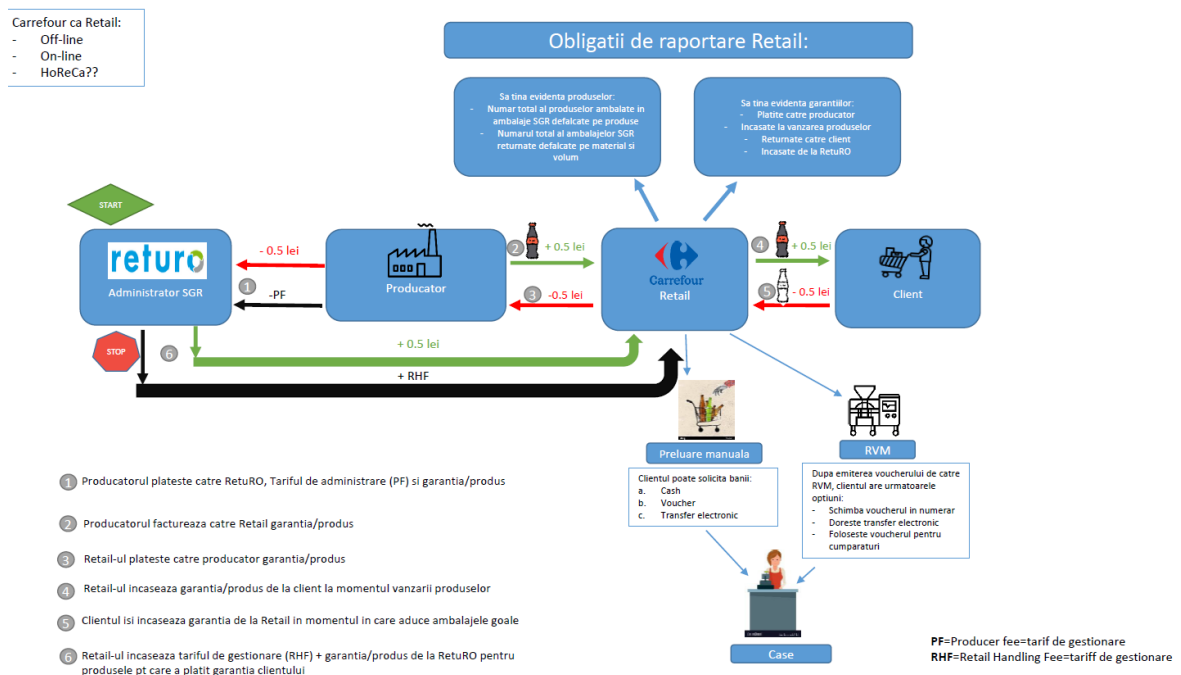 Carrefour ca Retail:
- Off-line
- On-line
- HoReCa??
Obligatii de raportare Retail:
Sa tina evidenta produselor:
- Numar total al produselor ambalate in
ambalaje SGR defalcate pe produse
- Numarul total al ambalajelor SGR
returnate defalcate pe material si
volum
Sa tina evidenta garantiilor:
- Platite catre producator
- Incasate la vanzarea produselor
- Returnate catre client
- Incasate de la RetuRO
START
returo
Administrator SGR
- 0.5 lei
1
-PF
Producator
2
+ 0.5 lei
3
-0.5 lei
Carrefour
Retail
4
+ 0.5 lei
5
- 0.5 lei
Client
STOP
6
+ 0.5 lei
+ RHF
Preluare manuala
Clientul poate solicita banii:
a. Cash
b. Voucher
c. Transfer electronic
RVM
Dupa emiterea voucherului de catre
RVM, clientul are urmatoarele
optiuni:
- Schimba voucherul in numerar
- Doreste transfer electronic
- Foloseste voucherul pentru
cumparaturi
Case
1 Producatorul plateste catre RetuRO, Tariful de administrare (PF) si garantia/produs
2 Producatorul factureaza catre Retail garantia/produs
3 Retail-ul plateste catre producator garantia/produs
4 Retail-ul incaseaza garantia/produs de la client la momentul vanzarii produselor
5 Clientul isi incaseaza garantia de la Retail in momentul in care aduce ambalajele goale
6 Retail-ul incaseaza tariful de gestionare (RHF) + garantia/produs de la RetuRO pentru
produsele pt care a platit garantia clientului
PF=Producer fee=tarif de gestionare
RHF=Retail Handling Fee=tariff de gestionare